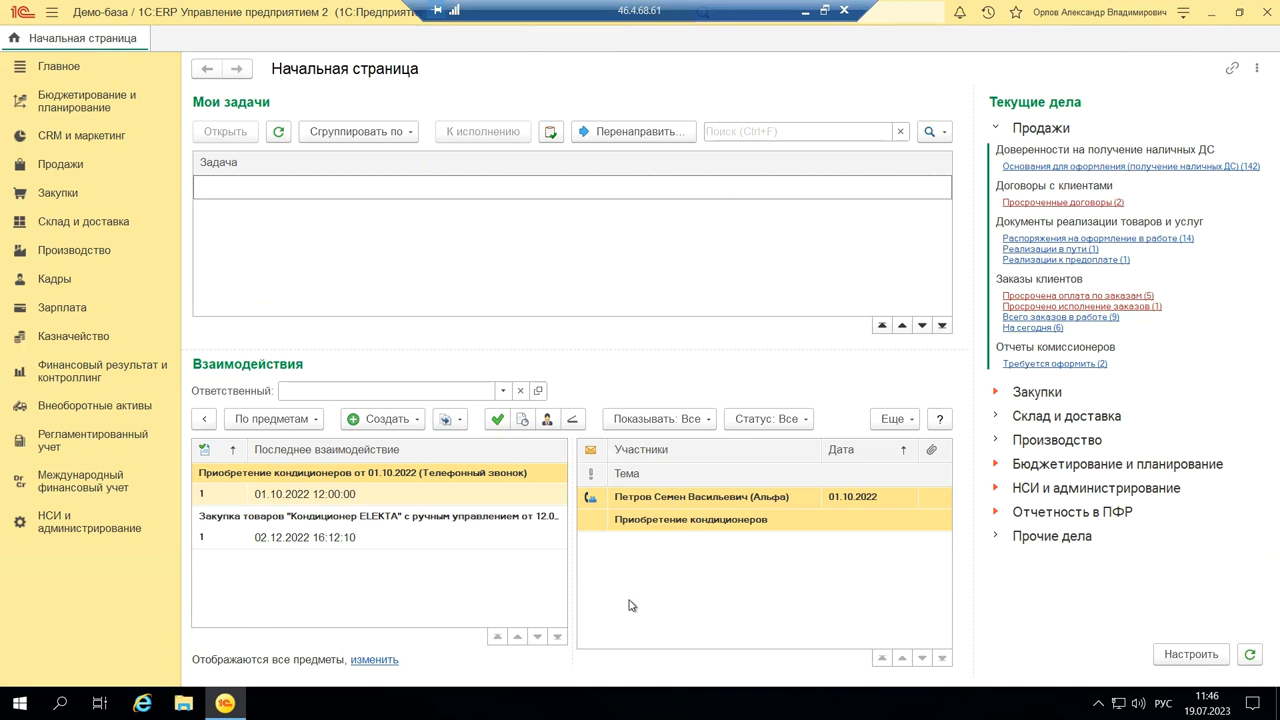 Демо-база / 1С:ERP Управление предприятием 2 (1С:Предприятие
46.4.68.61
Орлов Александр Владимирович
Начальная страница
Главное
Бюджетирование и
планирование
CRM и маркетинг
Продажи
Закупки
Склад и доставка
Производство
Кадры
Зарплата
Казначейство
Финансовый результат и
контроллинг
Внеоборотные активы
Регламентированный
учет
Международный
финансовый учет
НСИ и
администрирование
Начальная страница
Мои задачи
Открыть
Сгруппировать по
К исполнению
Перенаправить...
Поиск (Ctrl+F)
Задача
Взаимодействия
Ответственный:
По предметам
Создать
Показывать: Все
Статус: Все
Еще
?
Последнее взаимодействие
Приобретение кондиционеров от 01.10.2022 (Телефонный звонок)
1 01.10.2022 12:00:00
Закупка товаров "Кондиционер ELEKTA" с ручным управлением от 12.0...
1 02.12.2022 16:12:10
Участники Дата
Тема
Петров Семен Васильевич (Альфа) 01.10.2022
Приобретение кондиционеров
Отображаются все предметы, изменить
Текущие дела
Продажи
Доверенности на получение наличных ДС
Основания для оформления (получение наличных ДС) (142)
Договоры с клиентами
Просроченные договоры (2)
Документы реализации товаров и услуг
Распоряжения на оформление в работе (14)
Реализации в пути (1)
Реализации к предоплате (1)
Заказы клиентов
Просрочена оплата по заказам (5)
Просрочено исполнение заказов (1)
Всего заказов в работе (9)
На сегодня (6)
Отчеты комиссионеров
Требуется оформить (2)
Закупки
Склад и доставка
Производство
Бюджетирование и планирование
НСИ и администрирование
Отчетность в ПФР
Прочие дела
Настроить
РУС
11:46
19.07.2023